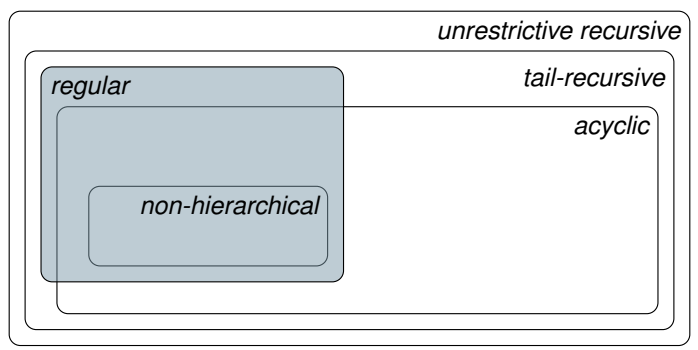 unrestrictive recursive
tail-recursive
regular
acyclic
non-hierarchical